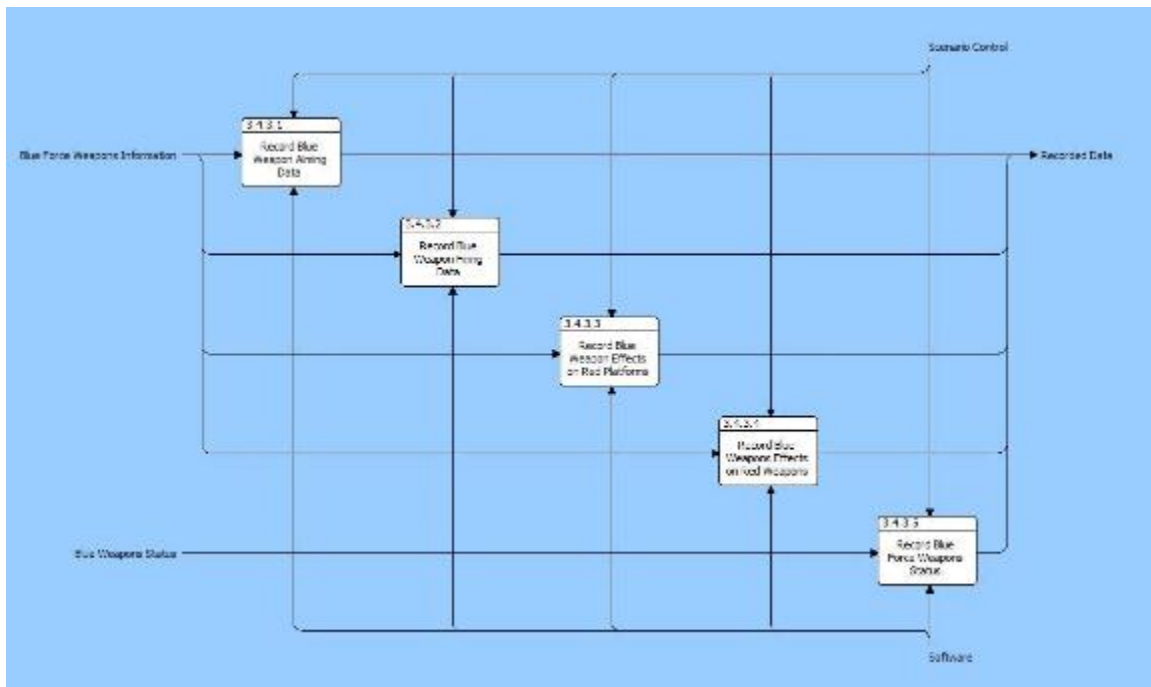 Scenario Control
3.4.3.1
Record Blue
Weapon Aiming
Data
Blue Force Weapons Information
Recorded Data
3.4.3.2
Record Blue
Weapon Firing
Data
3.4.3.3
Record Blue
Weapon Effects
on Red Platforms
3.4.3.4
Record Blue
Weapons Effects
on Red Weapons
3.4.3.5
Record Blue
Force Weapons
Status
Blue Weapons Status
Software